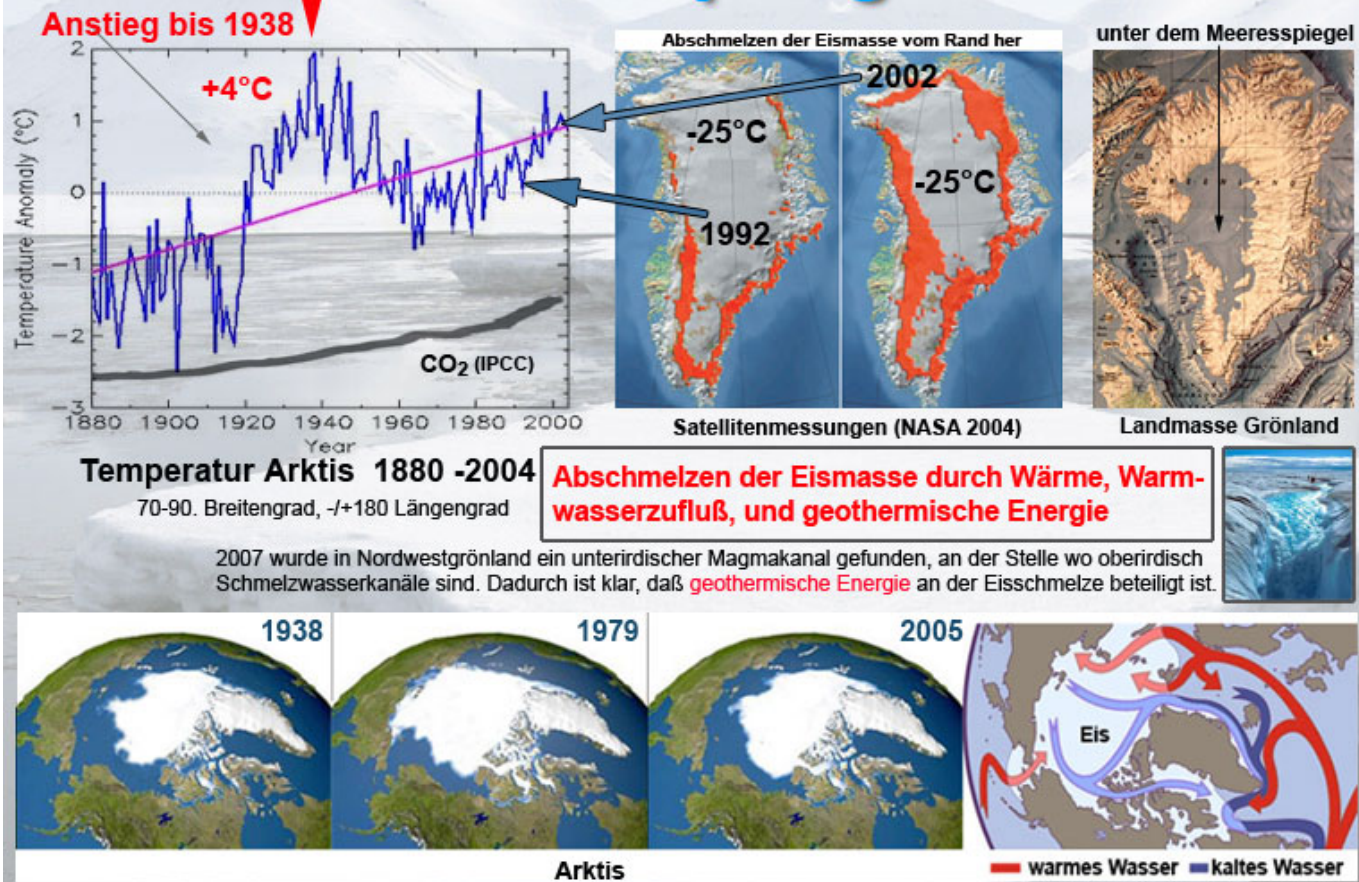 Anstieg bis 1938
+4°C
Temperature Anomaly (°C)
2
1
0
-1
-2
-3
CO2 (IPCC)
1880 1900 1920 1940 1960 1980 2000
Year
Temperatur Arktis 1880 -2004
70-90. Breitengrad, -/+180 Längengrad
Abschmelzen der Eismasse vom Rand her
2002
-25°C
-25°C
1992
Satellitenmessungen (NASA 2004)
unter dem Meeresspiegel
Landmasse Grönland
Abschmelzen der Eismasse durch Wärme, Warm-
wasserzufluß, und geothermische Energie
2007 wurde in Nordwestgrönland ein unterirdischer Magmakanal gefunden, an der Stelle wo oberirdisch
Schmelzwasserkanäle sind. Dadurch ist klar, daß geothermische Energie an der Eisschmelze beteiligt ist.
1938
1979
2005
Eis
Arktis
warmes Wasser kaltes Wasser